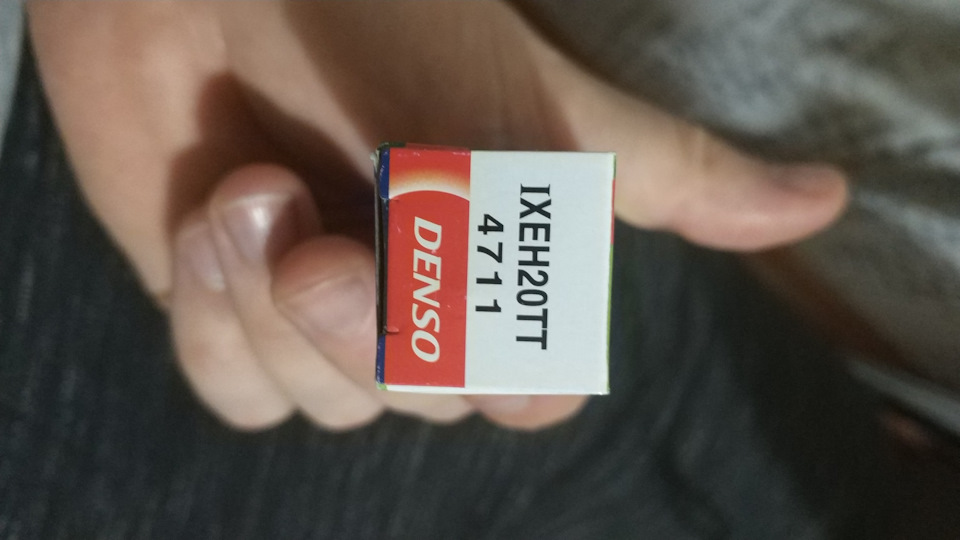 IXEH20TT
4711
DENSO